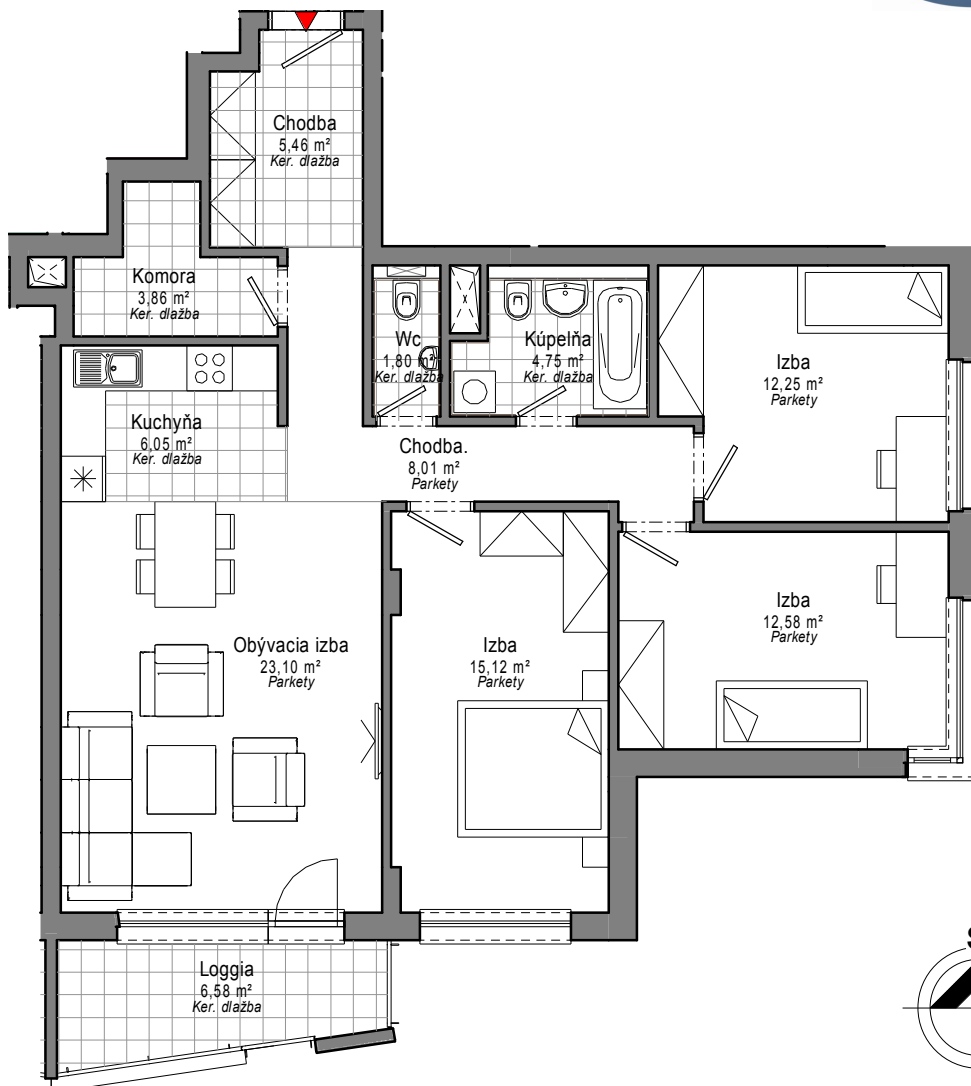 Chodba
5,46 m²
Ker. dlažba
Komora
3,86 m²
Ker. dlažba
Wc
1,80 m²
Ker. dlažba
Kúpelňa
4,75 m²
Ker. dlažba
Izba
12,25 m²
Parkety
Kuchyňa
6,05 m²
Ker. dlažba
Chodba.
8,01 m²
Parkety
Izba
12,58 m²
Parkety
Obývacia izba
23,10 m²
Parkety
Izba
15,12 m²
Parkety
Loggia
6,58 m²
Ker. dlažba
S